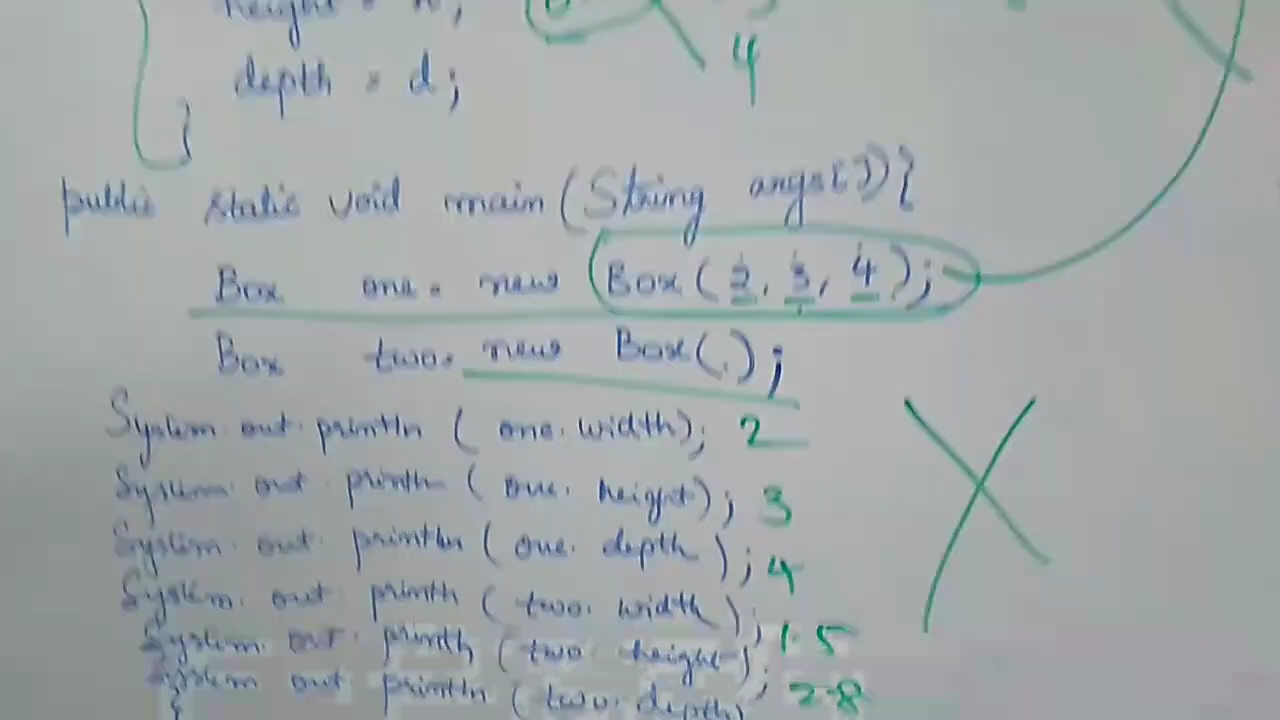 height = h;
4
depth = d;
}
public static void main(String args[]){
Box one = new Box(2, 3, 4);
Box two = new Box();
System.out.println(one.width); 2
System.out.println(one.height); 3
System.out.println(one.depth); 4
System.out.println(two.width); 1.5
System.out.println(two.height); 2.8
System.out.println(two.depth)
}